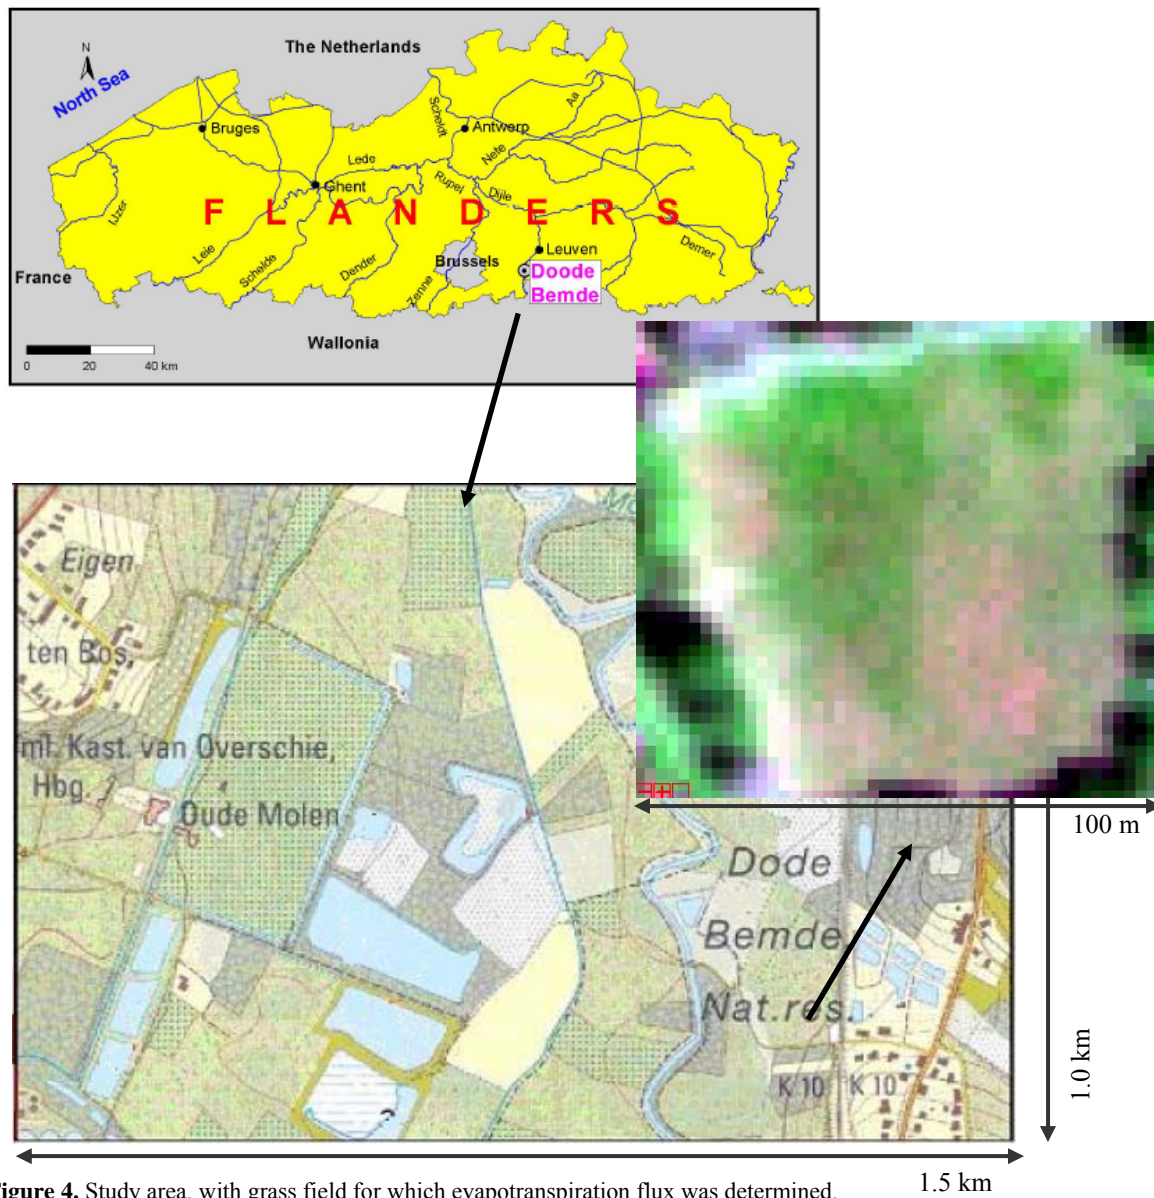 N
The Netherlands
North Sea
Bruges
Scheldt
Antwerp
Aa
Nete
Lede
Ghent
Rupel
Dijle
IJzer
FLANDERS
Leie
Schelde
Dender
Zenne
Brussels
Leuven
Demer
France
Doode
Bemde
Wallonia
0 20 40 km
Eigen
ten Bos,
Kast. van Overschie,
Hbg.
Oude Molen
100 m
Dode
Bemde
Nat.res.
K 10 K 10
1.0 km
1.5 km
Figure 4. Study area, with grass field for which evapotranspiration flux was determined.